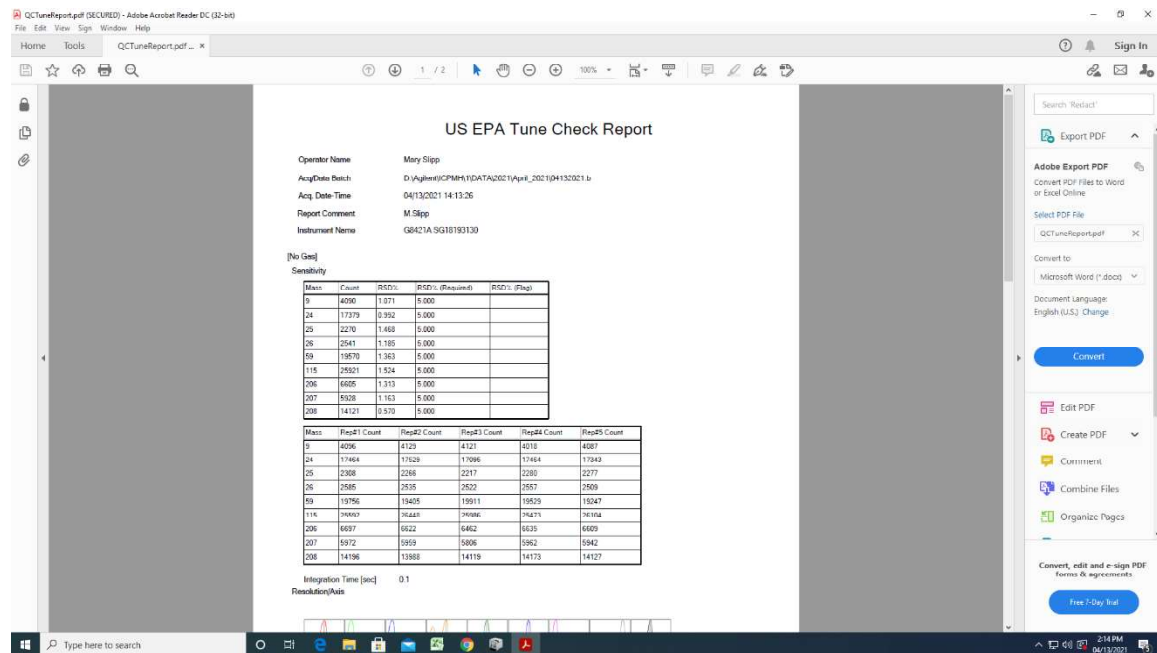 QCTuneReport.pdf (SECURED) - Adobe Acrobat Reader DC (32-bit)
File Edit View Sign Window Help
Home Tools QCTuneReport.pdf ... × Sign In
1 / 2 100%
US EPA Tune Check Report
Operator Name Mary Slipp
Acq/Data Batch D:\Agilent\ICPMH\1\DATA\2021\April_2021\04132021.b
Acq. Date-Time 04/13/2021 14:13:26
Report Comment M.Slipp
Instrument Name G8421A SG18193130
[No Gas]
Sensitivity
Mass Count RSD% RSD% (Required) RSD% (Flag)
9 4090 1.071 5.000
24 17379 0.992 5.000
25 2270 1.468 5.000
26 2541 1.185 5.000
59 19570 1.363 5.000
115 25921 1.524 5.000
206 6605 1.313 5.000
207 5928 1.163 5.000
208 14121 0.570 5.000
Mass Rep#1 Count Rep#2 Count Rep#3 Count Rep#4 Count Rep#5 Count
9 4096 4129 4121 4018 4087
24 17464 17529 17096 17464 17343
25 2308 2266 2217 2280 2277
26 2585 2535 2522 2557 2509
59 19756 19405 19911 19529 19247
115 25592 26448 25986 25473 26104
206 6697 6622 6462 6635 6609
207 5972 5959 5806 5962 5942
208 14196 13988 14119 14173 14127
Integration Time [sec] 0.1
Resolution/Axis
Search 'Redact'
Export PDF
Adobe Export PDF
Convert PDF Files to Word
or Excel Online
Select PDF File
QCTuneReport.pdf ×
Convert to
Microsoft Word (*.docx)
Document Language:
English (U.S.) Change
Convert
Edit PDF
Create PDF
Comment
Combine Files
Organize Pages
Convert, edit and e-sign PDF
forms & agreements
Free 7-Day Trial
Type here to search
2:14 PM
04/13/2021